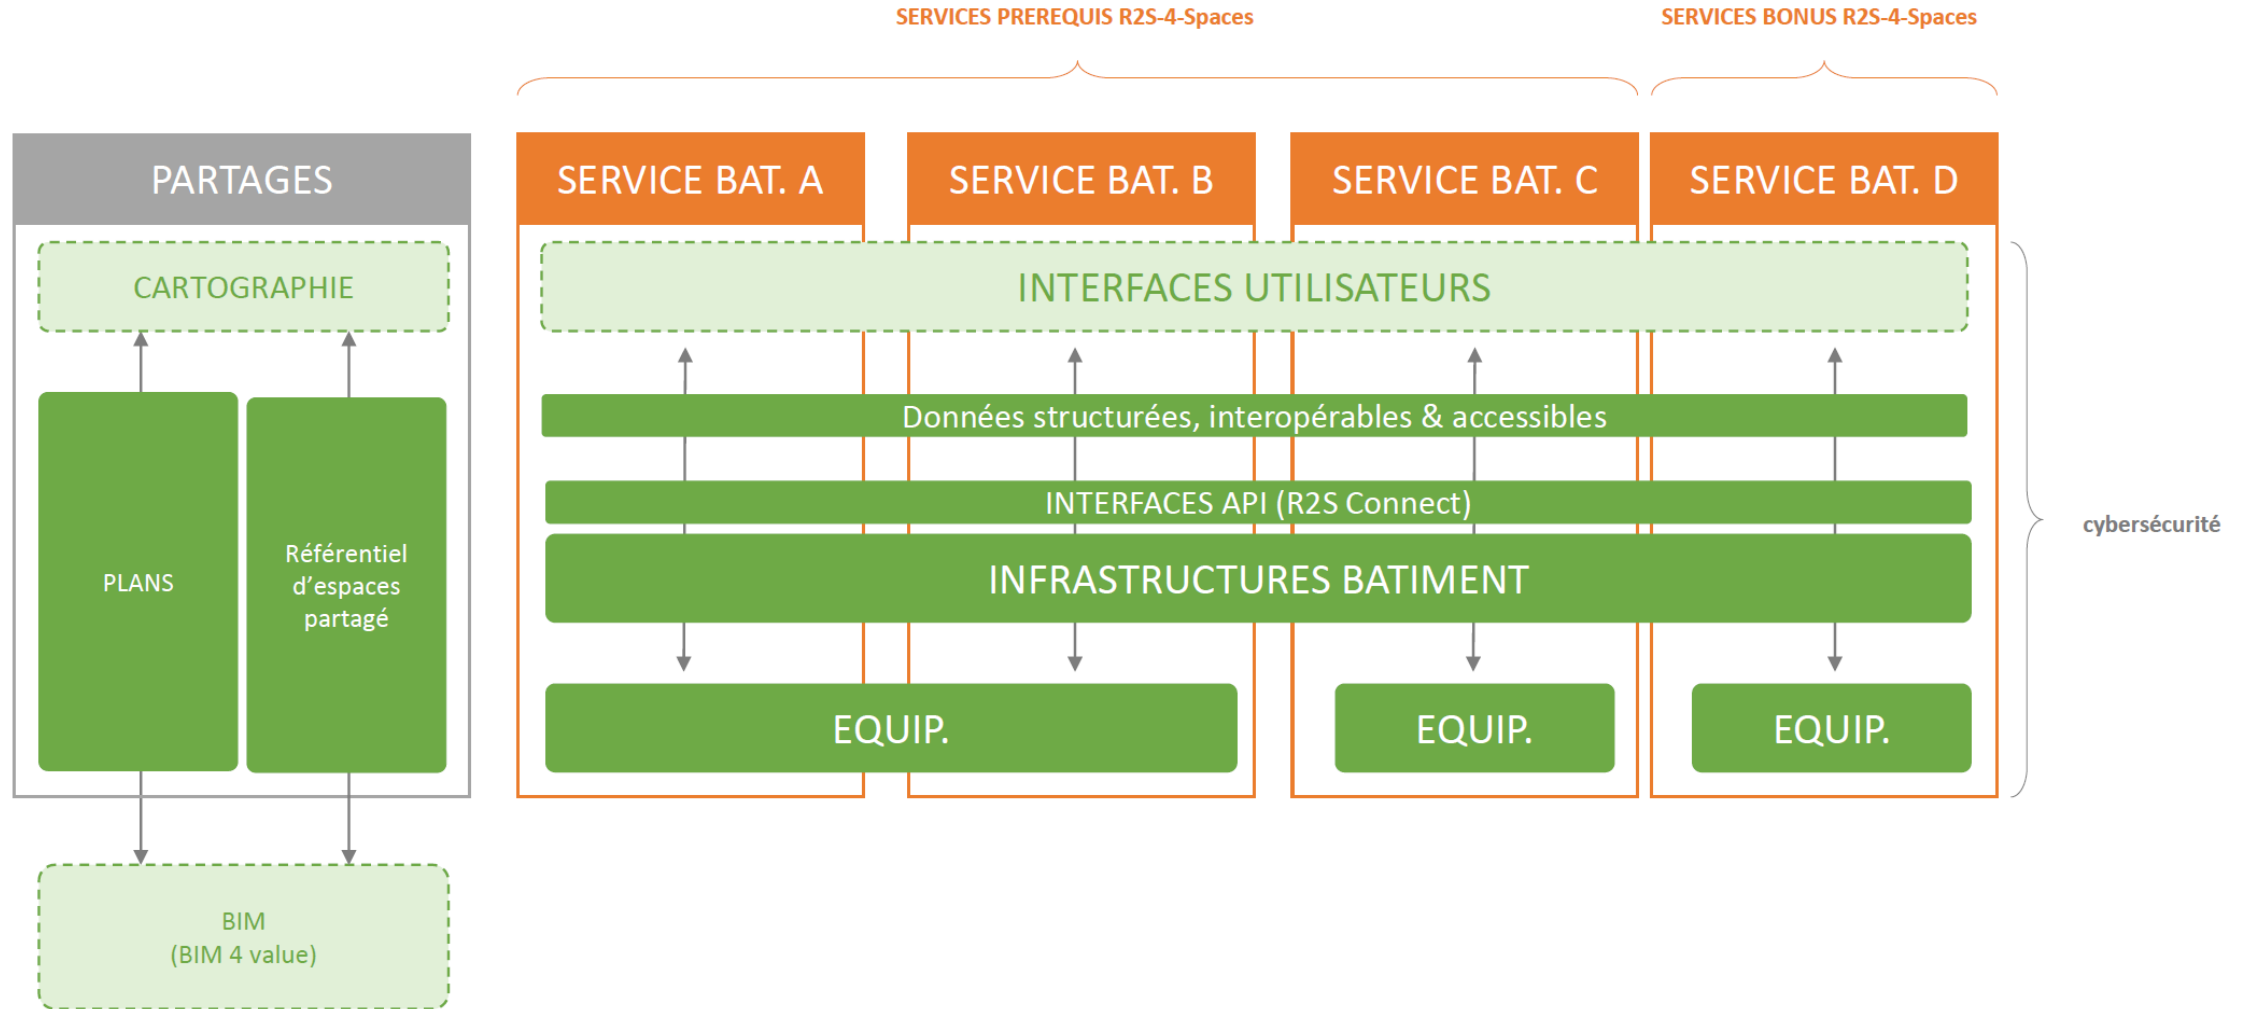 SERVICES PREREQUIS R2S-4-Spaces
SERVICES BONUS R2S-4-Spaces
PARTAGES
SERVICE BAT. A
SERVICE BAT. B
SERVICE BAT. C
SERVICE BAT. D
CARTOGRAPHIE
INTERFACES UTILISATEURS
Données structurées, interopérables & accessibles
INTERFACES API (R2S Connect)
cybersécurité
PLANS
Référentiel
d’espaces
partagé
INFRASTRUCTURES BATIMENT
EQUIP.
EQUIP.
EQUIP.
BIM
(BIM 4 value)